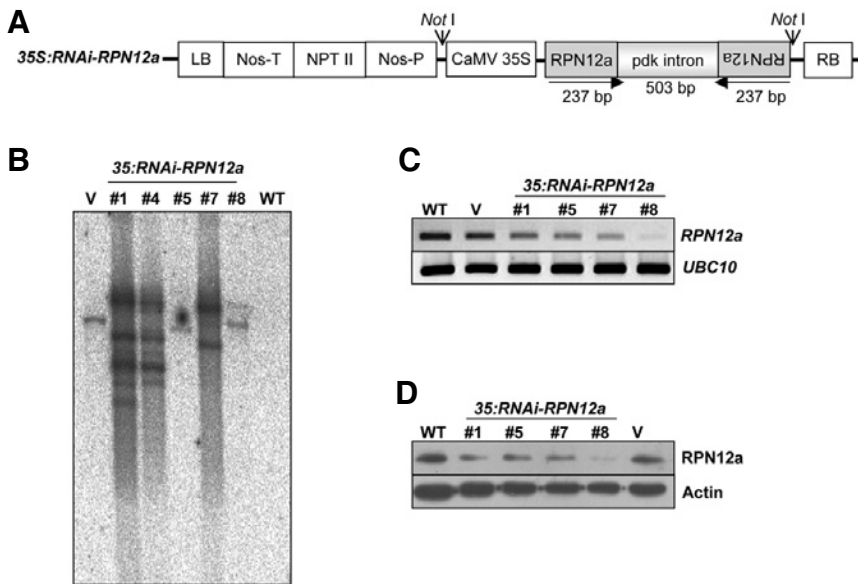 A
Not I Not I
35S:RNAi-RPN12a LB Nos-T NPT II Nos-P CaMV 35S RPN12a pdk intron RPN12a RB
237 bp 503 bp 237 bp
B
35:RNAi-RPN12a
V #1 #4 #5 #7 #8 WT
C
35:RNAi-RPN12a
WT V #1 #5 #7 #8
RPN12a
UBC10
D
35:RNAi-RPN12a
WT #1 #5 #7 #8 V
RPN12a
Actin